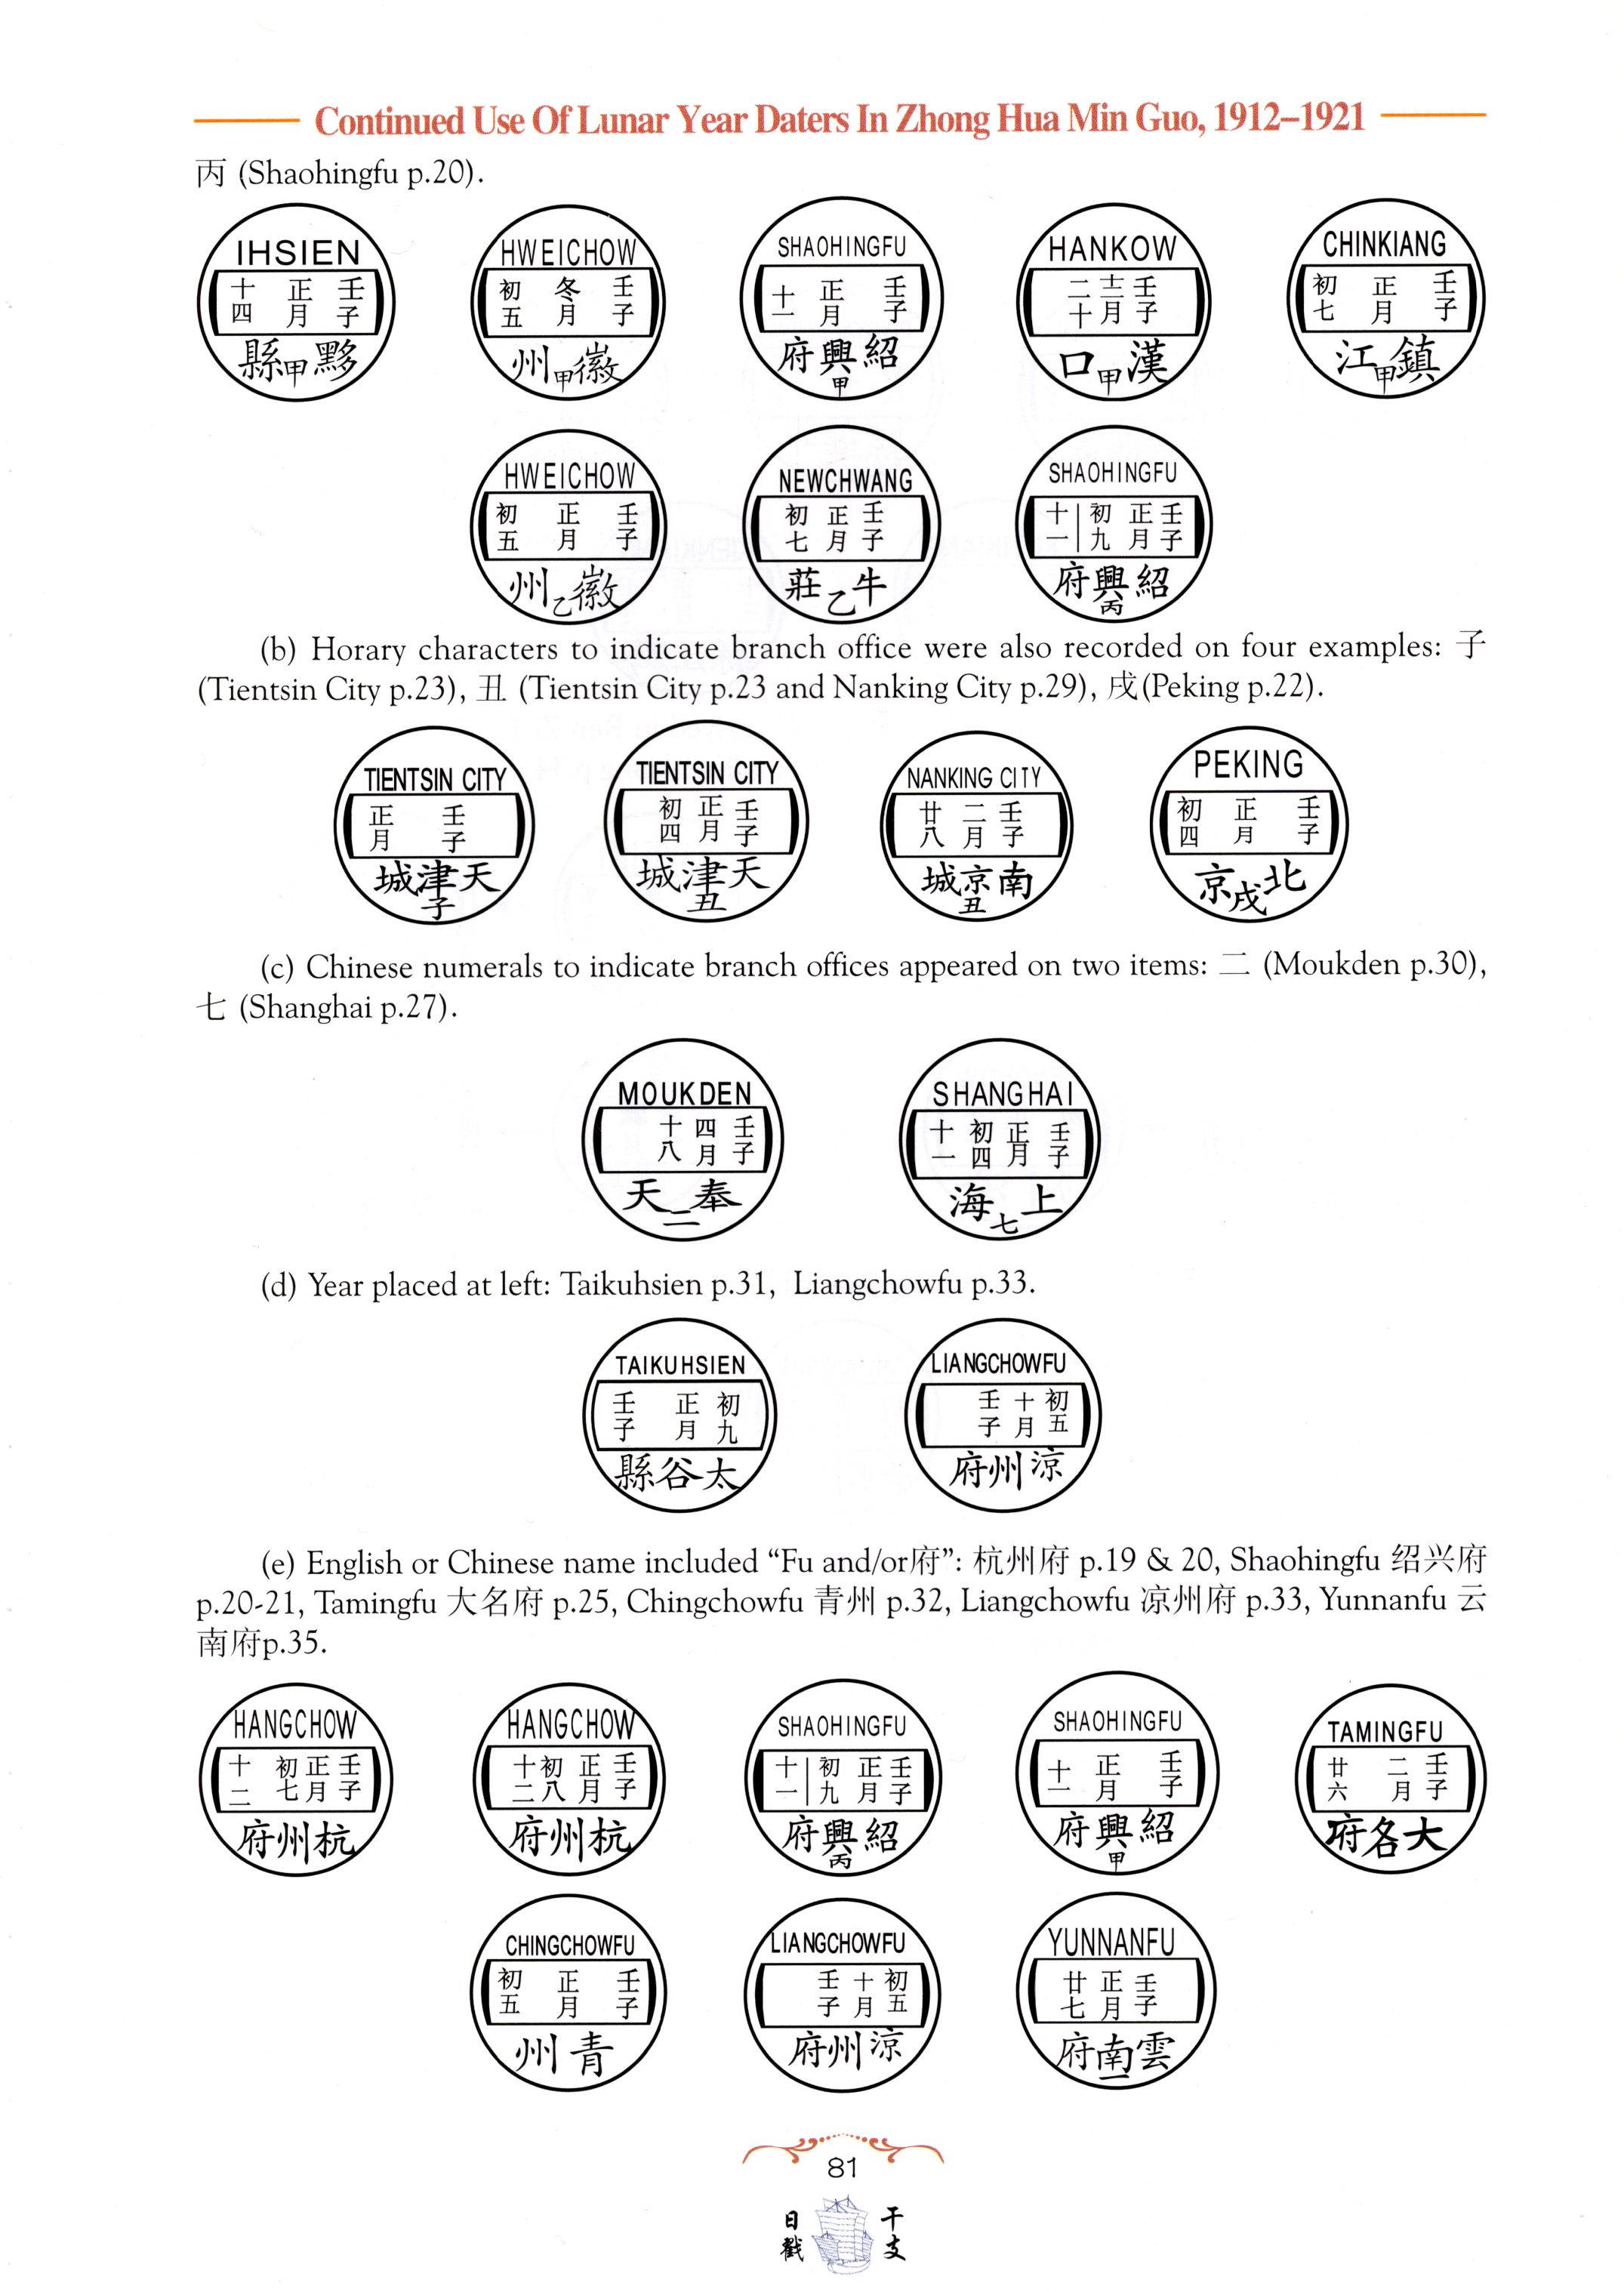 Continued Use Of Lunar Year Daters In Zhong Hua Min Guo, 1912–1921
丙 (Shaohingfu p.20).
IHSIEN
十四 正月 壬子
縣甲黟
HWEICHOW
初五 冬月 壬子
州甲徽
SHAOHINGFU
十一 正月 壬子
府興紹
甲
HANKOW
二十 十二月 壬子
口甲漢
CHINKIANG
初七 正月 壬子
江甲鎮
HWEICHOW
初五 正月 壬子
州乙徽
NEWCHWANG
初七 正月 壬子
莊乙牛
SHAOHINGFU
十一 初九 正月 壬子
府興紹
丙
(b) Horary characters to indicate branch office were also recorded on four examples: 子
(Tientsin City p.23), 丑 (Tientsin City p.23 and Nanking City p.29), 戌(Peking p.22).
TIENTSIN CITY
正月 壬子
城津天
子
TIENTSIN CITY
初四 正月 壬子
城津天
丑
NANKING CITY
廿八 二月 壬子
城京南
丑
PEKING
初四 正月 壬子
京戌北
(c) Chinese numerals to indicate branch offices appeared on two items: 二 (Moukden p.30),
七 (Shanghai p.27).
MOUKDEN
十八 四月 壬子
天二奉
SHANGHAI
十一 初四 正月 壬子
海七上
(d) Year placed at left: Taikuhsien p.31, Liangchowfu p.33.
TAIKUHSIEN
壬子 正月 初九
縣谷太
LIANGCHOWFU
壬子 十月 初五
府州涼
(e) English or Chinese name included “Fu and/or府”: 杭州府 p.19 & 20, Shaohingfu 绍兴府
p.20-21, Tamingfu 大名府 p.25, Chingchowfu 青州 p.32, Liangchowfu 凉州府 p.33, Yunnanfu 云
南府p.35.
HANGCHOW
十二 初七 正月 壬子
府州杭
HANGCHOW
十二 初八 正月 壬子
府州杭
SHAOHINGFU
十一 初九 正月 壬子
府興紹
丙
SHAOHINGFU
十一 正月 壬子
府興紹
甲
TAMINGFU
廿六 二月 壬子
府各大
CHINGCHOWFU
初五 正月 壬子
州青
LIANGCHOWFU
壬子 十月 初五
府州涼
YUNNANFU
廿七 正月 壬子
府南雲
一
81
干支
日戳